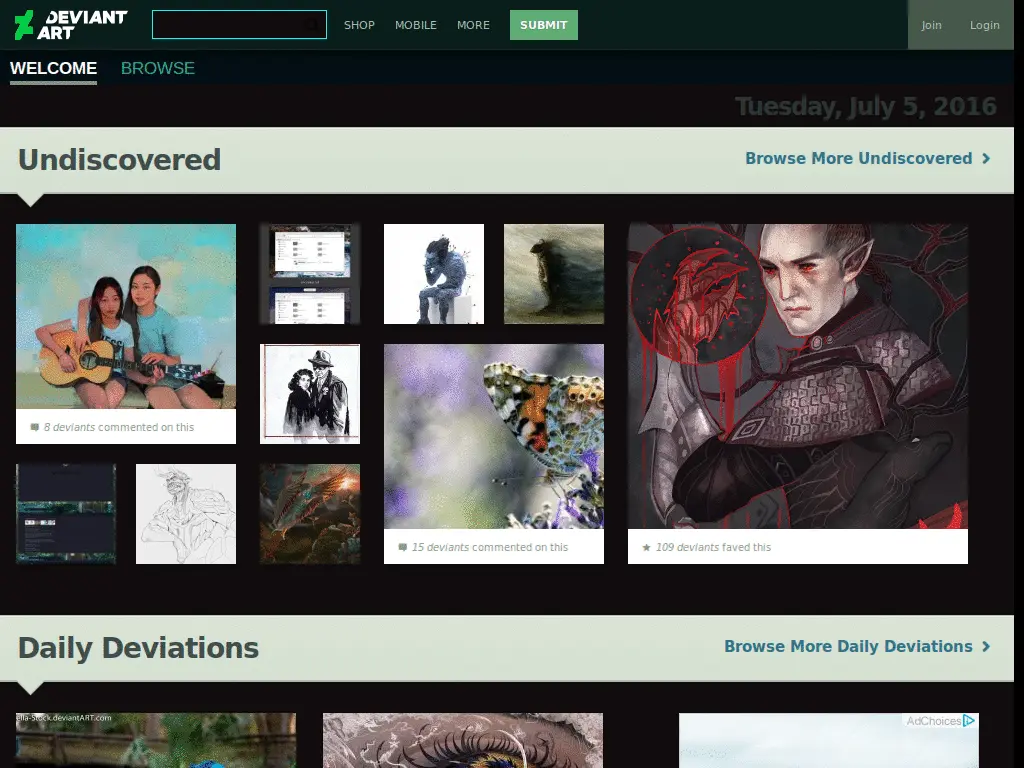 DEVIANT
ART
SHOP
MOBILE
MORE
SUBMIT
Join
Login
WELCOME
BROWSE
Tuesday, July 5, 2016
Undiscovered
Browse More Undiscovered
8 deviants commented on this
15 deviants commented on this
109 deviants faved this
Daily Deviations
Browse More Daily Deviations
ella-Stock.deviantART.com
AdChoices